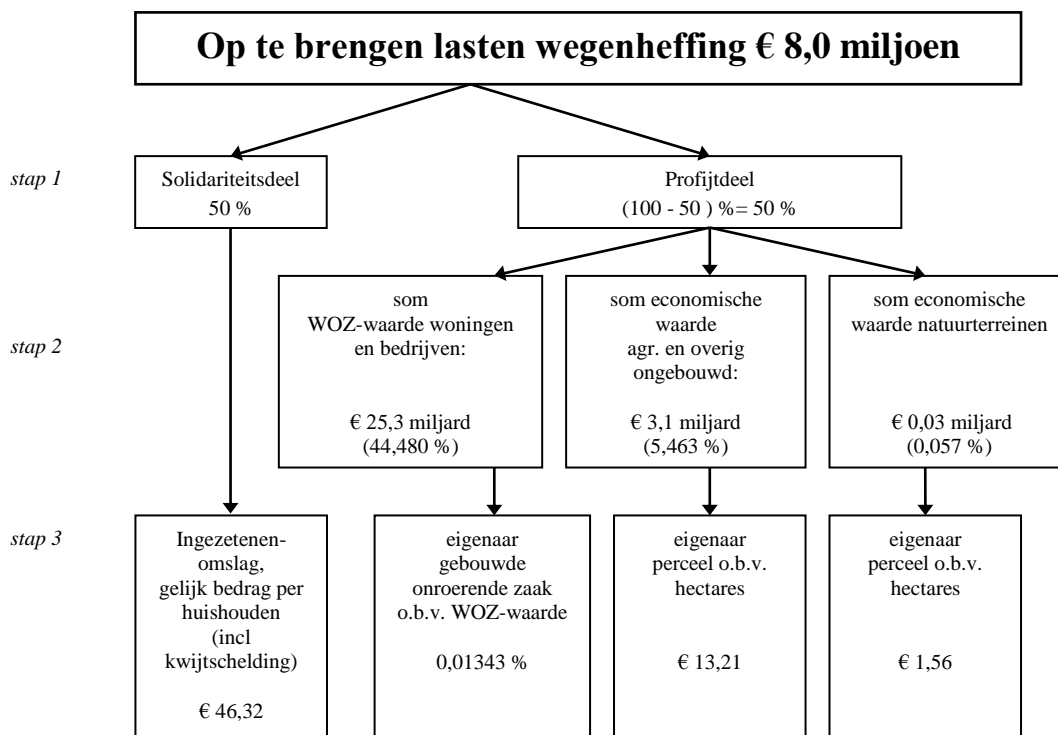 Op te brengen lasten wegenheffing € 8,0 miljoen
stap 1
Solidariteitsdeel
50 %
Profijtdeel
(100 - 50 ) %= 50 %
stap 2
som
WOZ-waarde woningen
en bedrijven:
€ 25,3 miljard
(44,480 %)
som economische
waarde
agr. en overig
ongebouwd:
€ 3,1 miljard
(5,463 %)
som economische
waarde natuurterreinen
€ 0,03 miljard
(0,057 %)
stap 3
Ingezetenen-
omslag,
gelijk bedrag per
huishouden
(incl
kwijtschelding)
€ 46,32
eigenaar
gebouwde
onroerende zaak
o.b.v. WOZ-waarde
0,01343 %
eigenaar
perceel o.b.v.
hectares
€ 13,21
eigenaar
perceel o.b.v.
hectares
€ 1,56